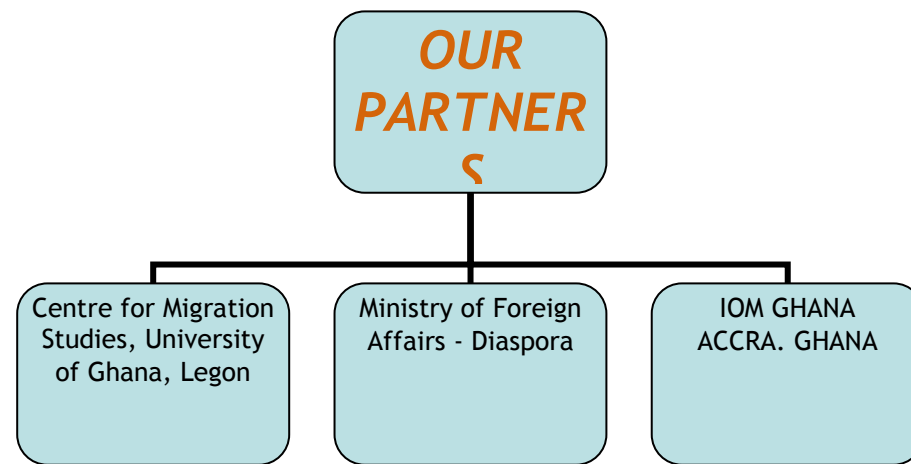 OUR
PARTNER
S
Centre for Migration
Studies, University
of Ghana, Legon
Ministry of Foreign
Affairs - Diaspora
IOM GHANA
ACCRA. GHANA